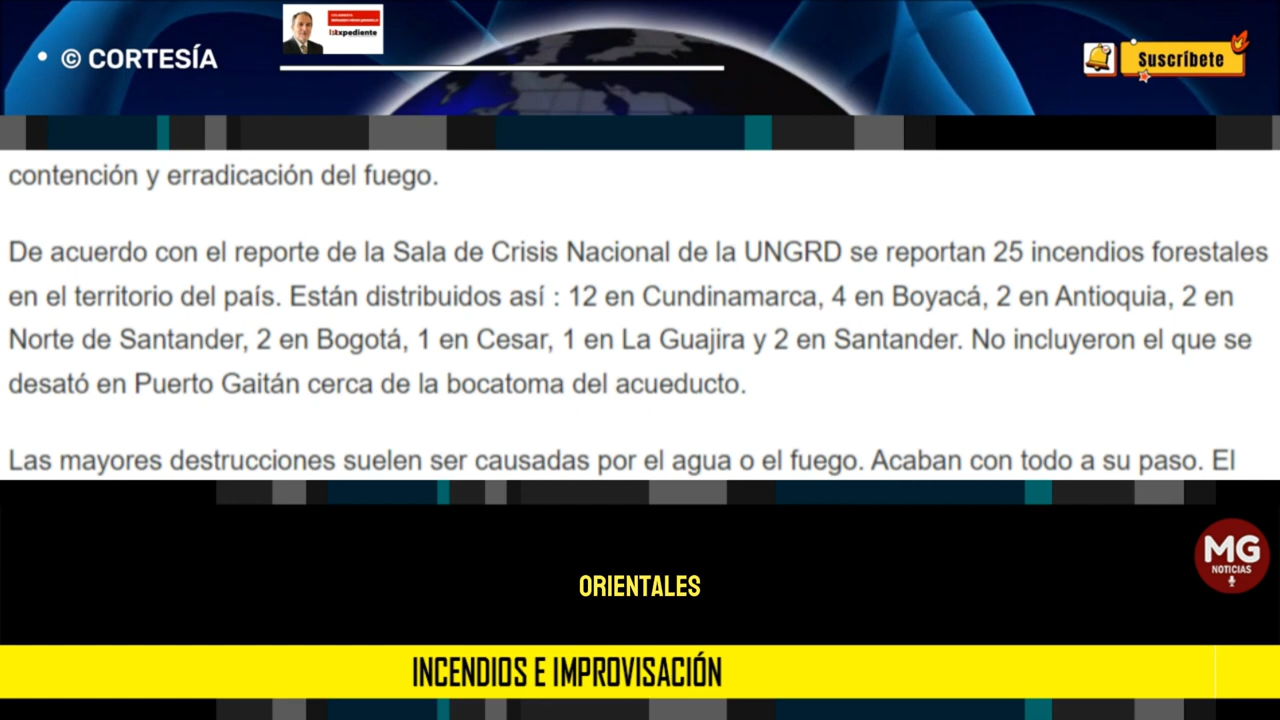 • © CORTESÍA
Expediente
Suscríbete
contención y erradicación del fuego.
De acuerdo con el reporte de la Sala de Crisis Nacional de la UNGRD se reportan 25 incendios forestales
en el territorio del país. Están distribuidos así : 12 en Cundinamarca, 4 en Boyacá, 2 en Antioquia, 2 en
Norte de Santander, 2 en Bogotá, 1 en Cesar, 1 en La Guajira y 2 en Santander. No incluyeron el que se
desató en Puerto Gaitán cerca de la bocatoma del acueducto.
Las mayores destrucciones suelen ser causadas por el agua o el fuego. Acaban con todo a su paso. El
MG
NOTICIAS
ORIENTALES
INCENDIOS E IMPROVISACIÓN